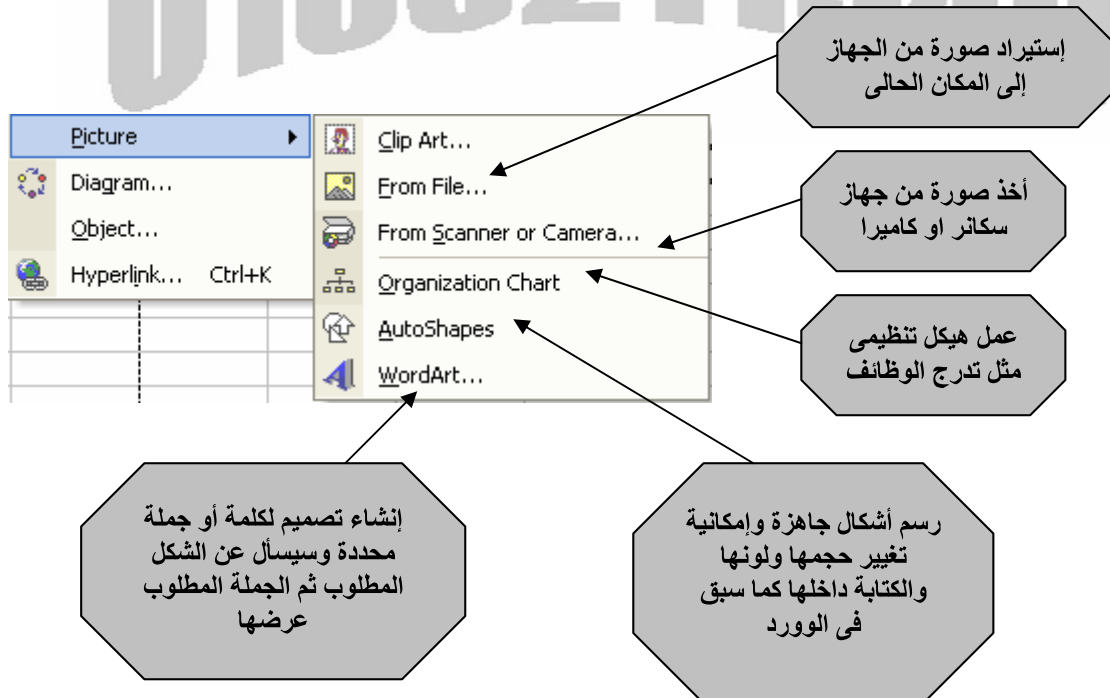 إستيراد صورة من الجهاز
إلى المكان الحالى
Picture
Diagram...
Object...
Hyperlink... Ctrl+K
Clip Art...
From File...
From Scanner or Camera...
Organization Chart
AutoShapes
WordArt...
أخذ صورة من جهاز
سكانر او كاميرا
عمل هيكل تنظيمى
مثل تدرج الوظائف
رسم أشكال جاهزة وإمكانية
تغيير حجمها ولونها
والكتابة داخلها كما سبق
فى الوورد
إنشاء تصميم لكلمة أو جملة
محددة وسيسأل عن الشكل
المطلوب ثم الجملة المطلوب
عرضها